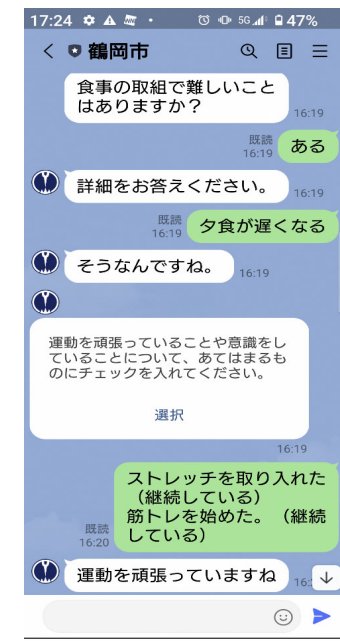 17:24
5G
47%
鶴岡市
食事の取組で難しいこと
はありますか？
16:19
既読
16:19
ある
詳細をお答えください。
16:19
既読
16:19
夕食が遅くなる
そうなんですね。
16:19
運動を頑張っていることや意識をし
ていることについて、あてはまるも
のにチェックを入れてください。
選択
16:19
ストレッチを取り入れた
（継続している）
筋トレを始めた。（継続
している）
既読
16:20
運動を頑張っていますね
16: